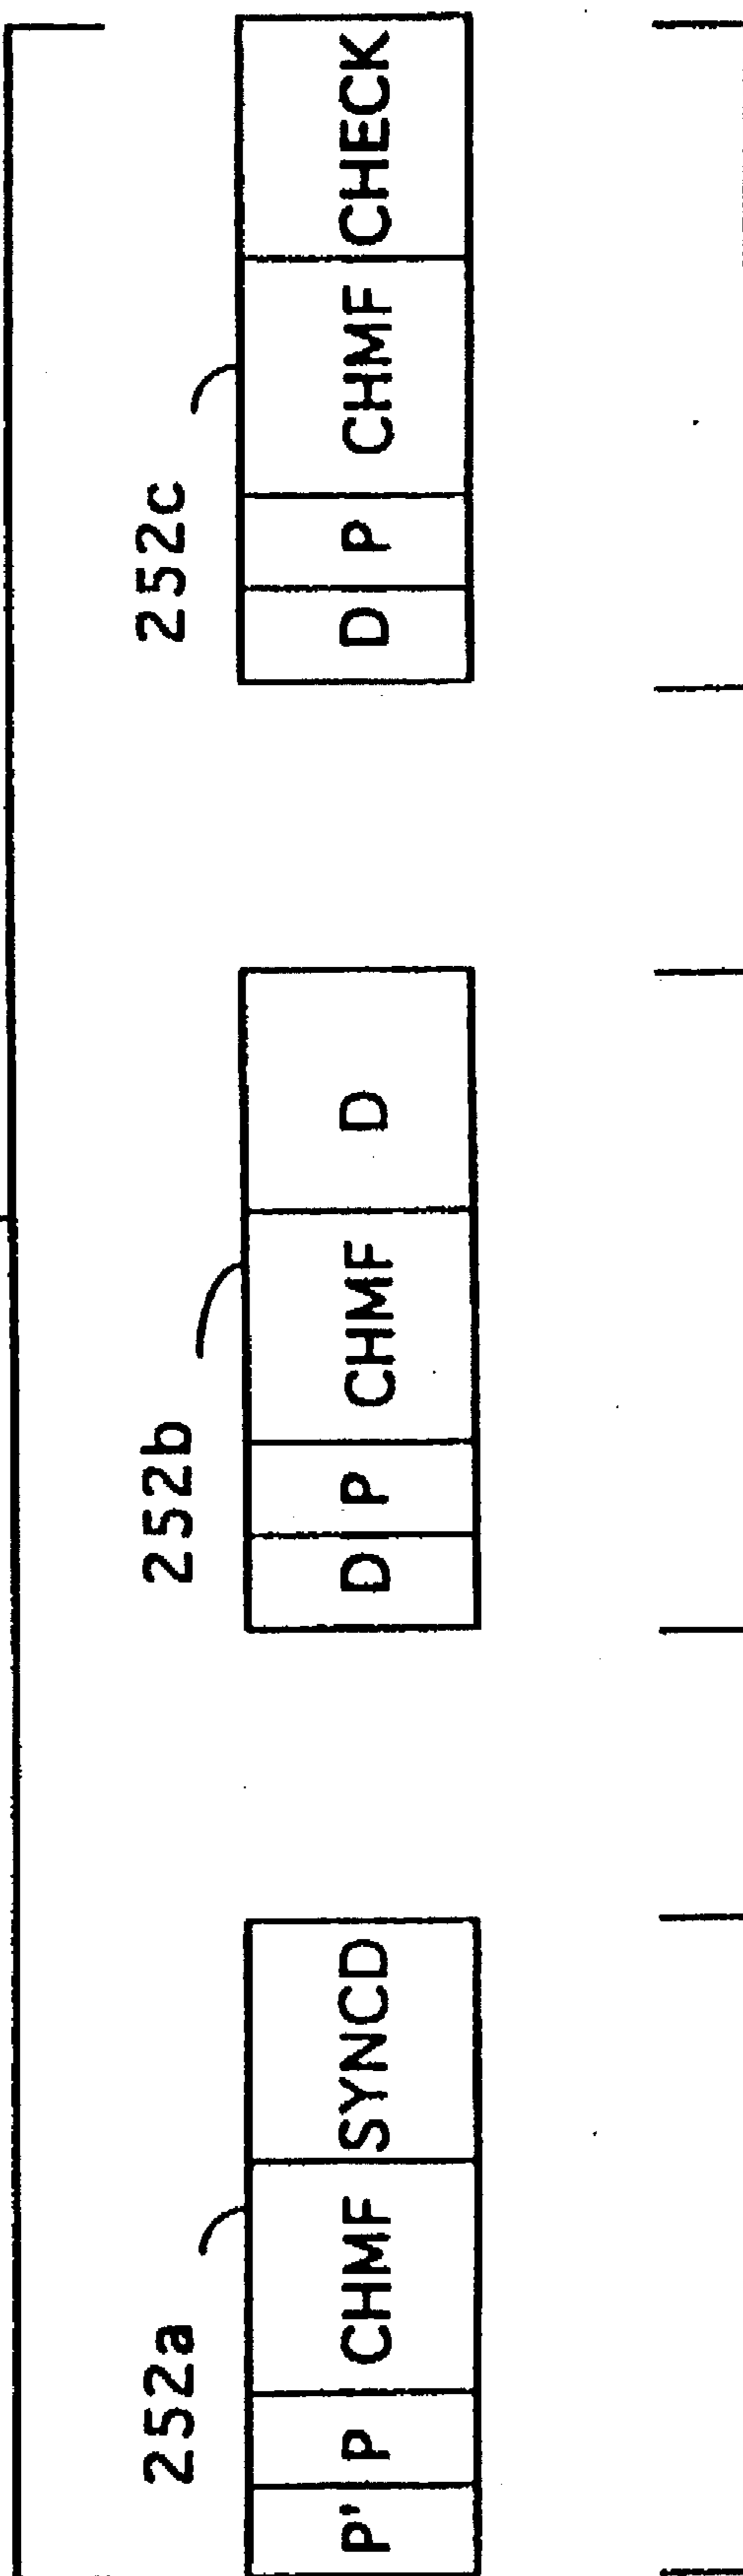 252a
P' P CHMF SYNCD
252b
D P CHMF D
252c
D P CHMF CHECK